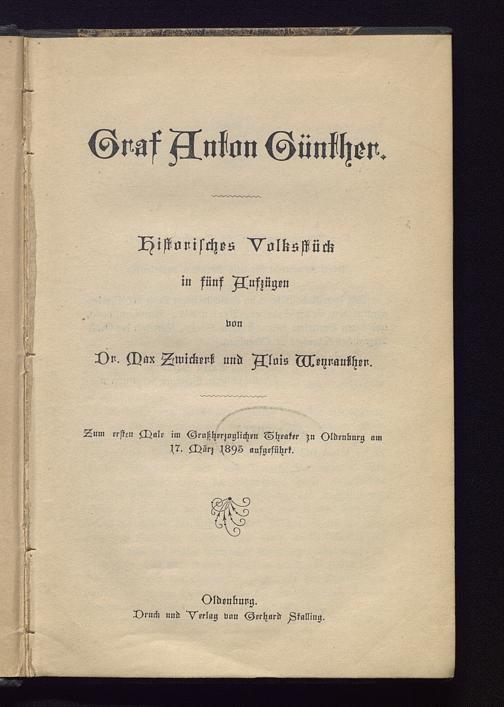 Graf Anton Günther.
Historisches Volksstück
in fünf Aufzügen
von
Dr. Max Zwickert und Alois Weyrauther.
Zum ersten Male im Großherzoglichen Theater zu Oldenburg am
17. März 1895 aufgeführt.
Oldenburg.
Druck und Verlag von Gerhard Stalling.